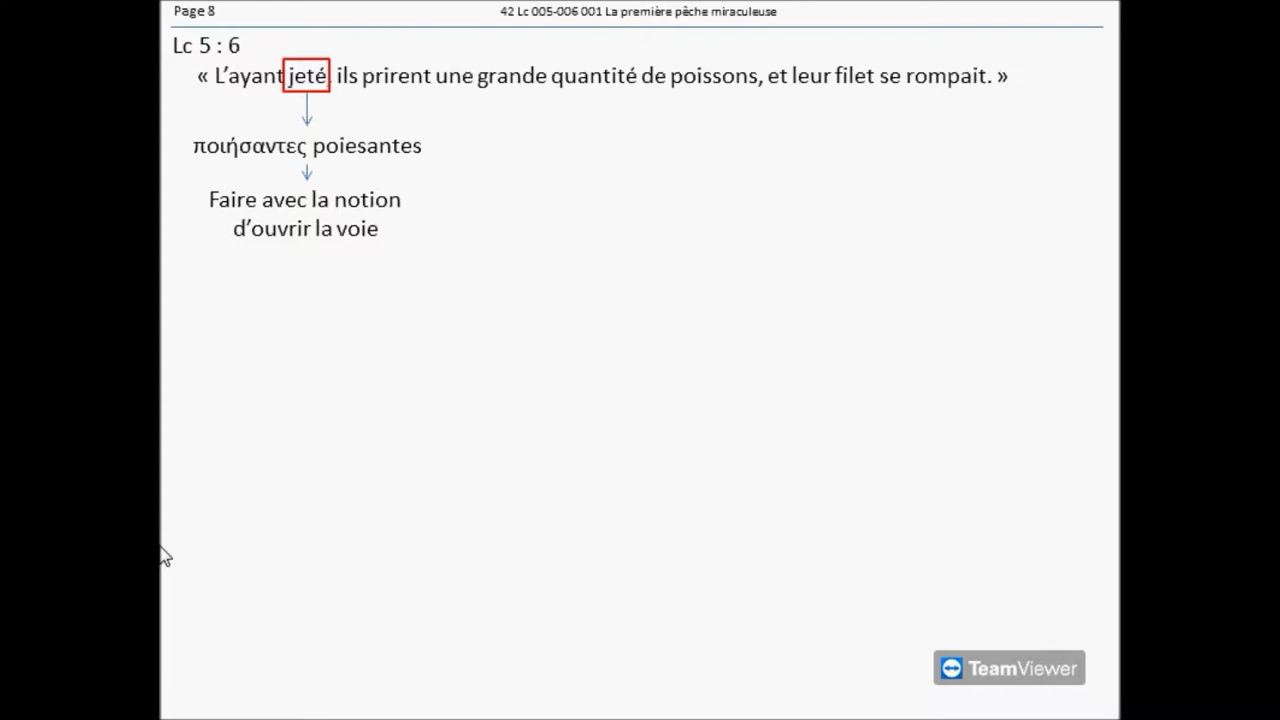 Page 8
42 Lc 005-006 001 La première pêche miraculeuse
Lc 5 : 6
« L’ayant jeté, ils prirent une grande quantité de poissons, et leur filet se rompait. »
ποιήσαντες poiesantes
Faire avec la notion
d’ouvrir la voie
TeamViewer